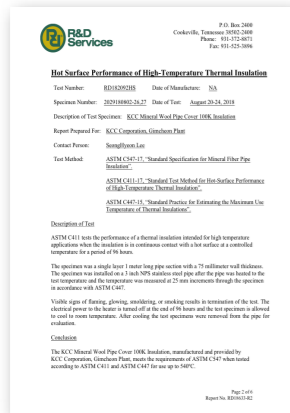 R&D
Services
P.O. Box 2400
Cookeville, Tennessee 38502-2400
Phone: 931-372-8871
Fax: 931-525-3896
Hot Surface Performance of High-Temperature Thermal Insulation
Test Number: RD182092HS Date of Manufacture: NA
Specimen Number: 2029180802-26,27 Date of Test: August 20-24, 2018
Description of Test Specimen: KCC Mineral Wool Pipe Cover 100K Insulation
Report Prepared For: KCC Corporation, Gimcheon Plant
Contact Person: SeongHyeon Lee
Test Method: ASTM C547-17, "Standard Specification for Mineral Fiber Pipe
Insulation".
ASTM C411-17, "Standard Test Method for Hot-Surface Performance
of High-Temperature Thermal Insulation".
ASTM C447-15, "Standard Practice for Estimating the Maximum Use
Temperature of Thermal Insulations".
Description of Test
ASTM C411 tests the performance of a thermal insulation intended for high temperature
applications when the insulation is in continuous contact with a hot surface at a controlled
temperature for a period of 96 hours.
The specimen was a single layer 1 meter long pipe section with a 75 millimeter wall thickness.
The specimen was installed on a 3 inch NPS stainless steel pipe after the pipe was heated to the
test temperature and the temperature was measured at 25 mm increments through the specimen
in accordance with ASTM C447.
Visible signs of flaming, glowing, smoldering, or smoking results in termination of the test. The
electrical power to the heater is turned off at the end of 96 hours and the test specimen is allowed
to cool to room temperature. After cooling the test specimens were removed from the pipe for
evaluation.
Conclusion
The KCC Mineral Wool Pipe Cover 100K Insulation, manufactured and provided by
KCC Corporation, Gimcheon Plant, meets the requirements of ASTM C547 when tested
according to ASTM C411 and ASTM C447 for use up to 540°C.
Page 2 of 6
Report No. RD18633-R2